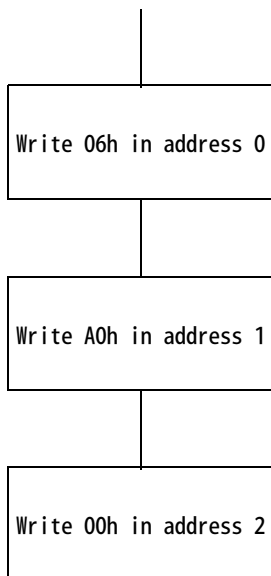 Write 06h in address 0
Write A0h in address 1
Write 00h in address 2